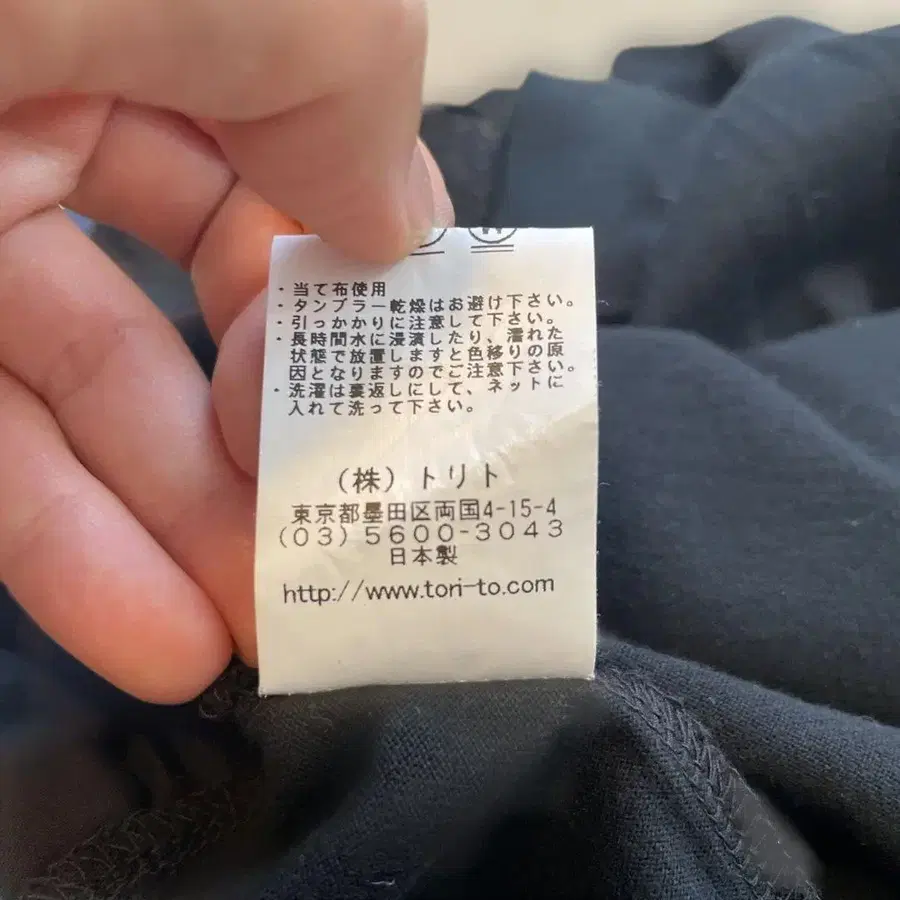 ・当て布使用
・タンブラー乾燥はお避け下さい。
・引っかかりに注意して下さい。
・長時間水に浸漬したり、濡れた
状態で放置しますと色移りの原
因となりますのでご注意下さい。
・洗濯は裏返しにして、ネットに
入れて洗って下さい。
(株)トリト
東京都墨田区両国4-15-4
(03)5600-3043
日本製
http://www.tori-to.com